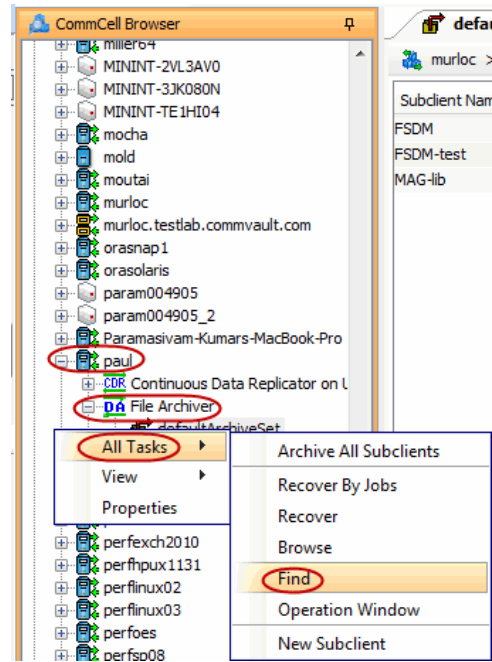 CommCell Browser
miller64
MININT-2VL3AV0
MININT-3JK080N
MININT-TE1HI04
mocha
mold
moutai
murloc
murloc.testlab.commvault.com
orasnap1
orasolaris
param004905
param004905_2
Paramasivam-Kumars-MacBook-Pro
paul
CDR Continuous Data Replicator on
DA File Archiver
defaultArchiveSet
All Tasks
View
Properties
Archive All Subclients
Recover By Jobs
Recover
Browse
Find
Operation Window
New Subclient
perfexch2010
perfhpux1131
perflinux02
perflinux03
perfoes
perfsp08
defau
murloc >
Subclient Nam
FSDM
FSDM-test
MAG-lib